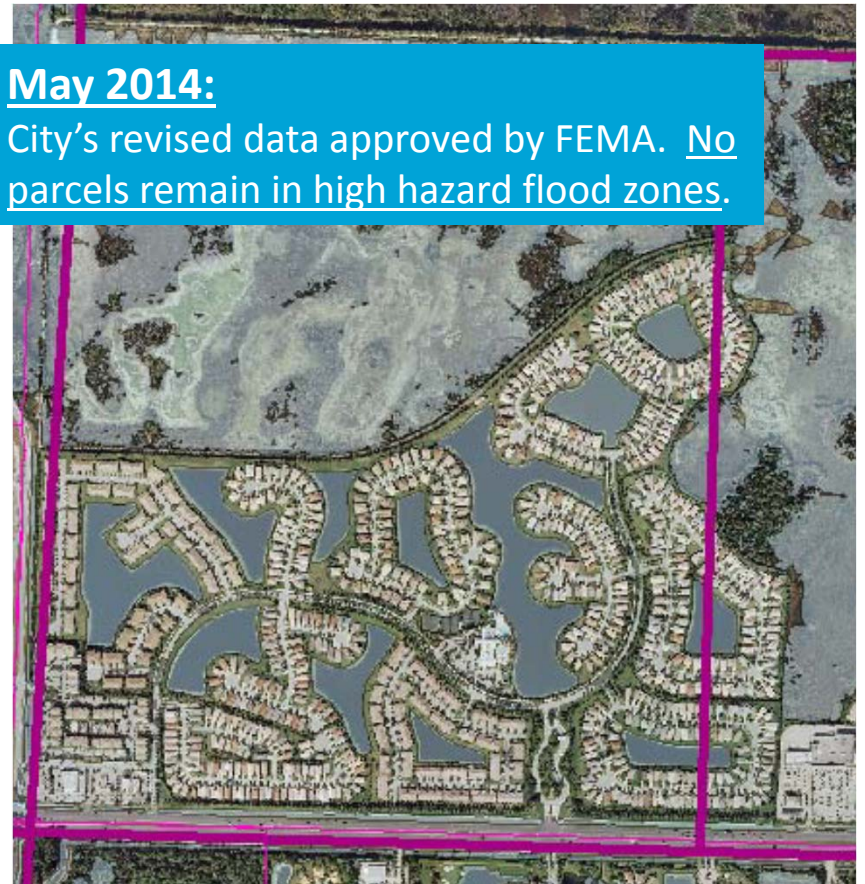 May 2014:
City’s revised data approved by FEMA. No
parcels remain in high hazard flood zones.